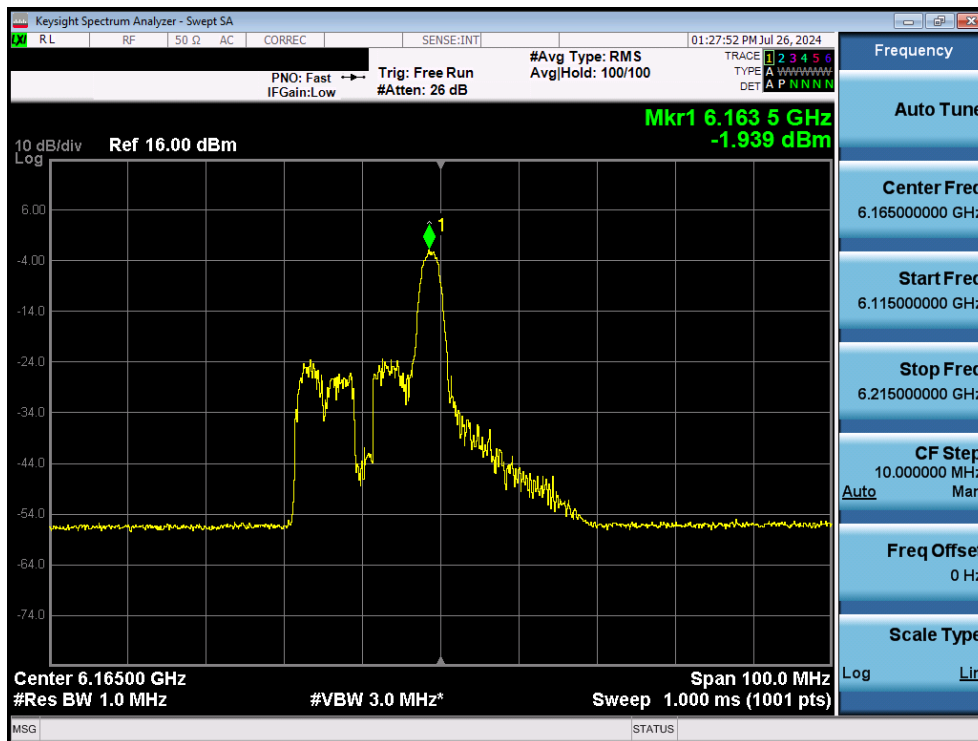 Keysight Spectrum Analyzer - Swept SA
LXI RL RF 50 Ω AC CORREC SENSE:INT 01:27:52 PM Jul 26, 2024
PNO: Fast
IFGain:Low
Trig: Free Run
#Atten: 26 dB
#Avg Type: RMS
Avg|Hold: 100/100
TRACE 1 2 3 4 5 6
TYPE A WWWWW
DET A P N N N N
Mkr1 6.163 5 GHz
-1.939 dBm
10 dB/div Ref 16.00 dBm
Log
1
6.00
-4.00
-14.0
-24.0
-34.0
-44.0
-54.0
-64.0
-74.0
Center 6.16500 GHz Span 100.0 MHz
#Res BW 1.0 MHz #VBW 3.0 MHz* Sweep 1.000 ms (1001 pts)
MSG STATUS
Frequency
Auto Tune
Center Freq
6.165000000 GHz
Start Freq
6.115000000 GHz
Stop Freq
6.215000000 GHz
CF Step
10.000000 MHz
Auto Man
Freq Offset
0 Hz
Scale Type
Log Lin